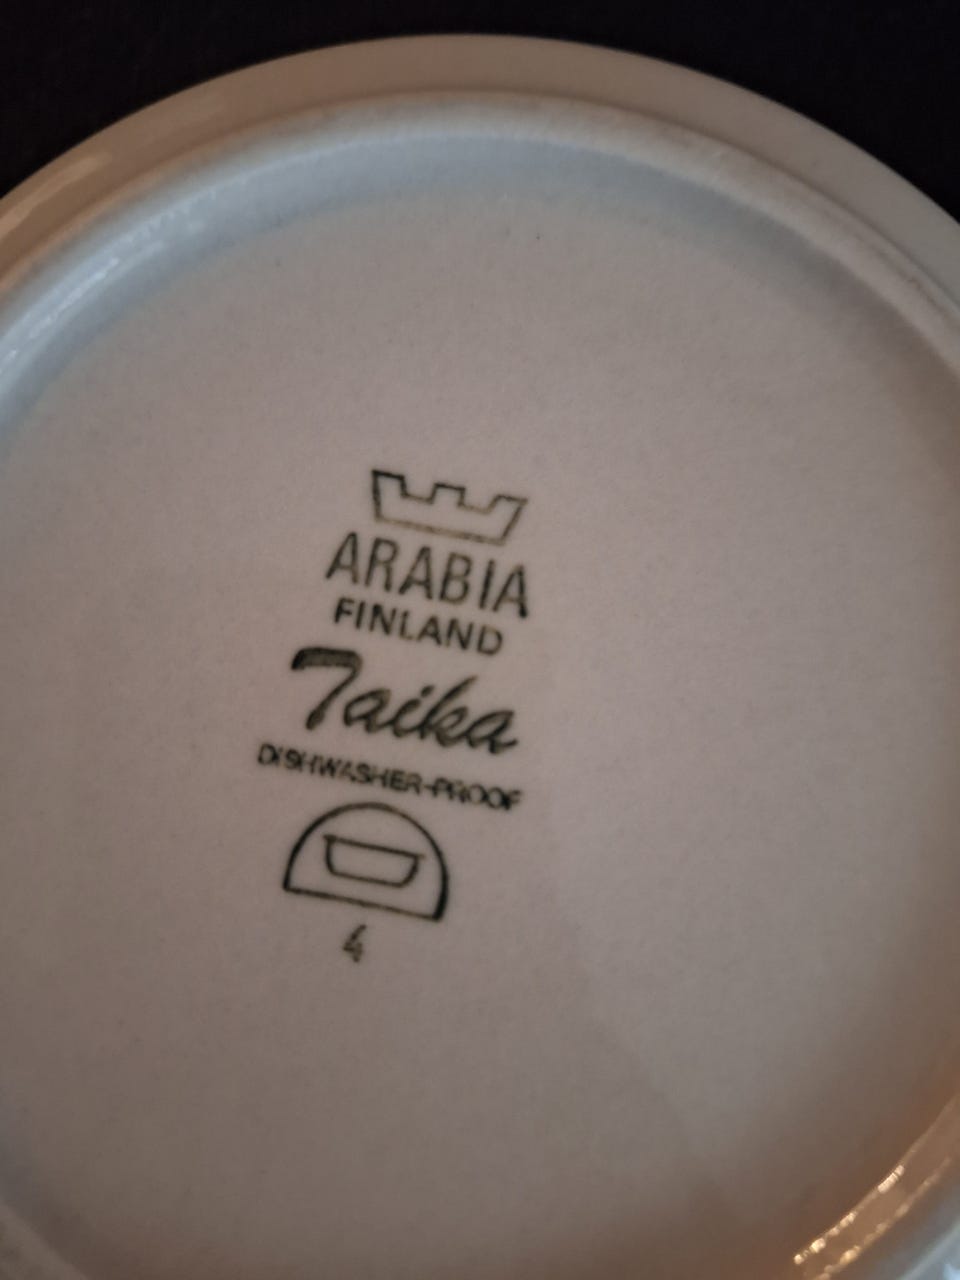 ARABIA
FINLAND
Taika
DISHWASHER-PROOF
4